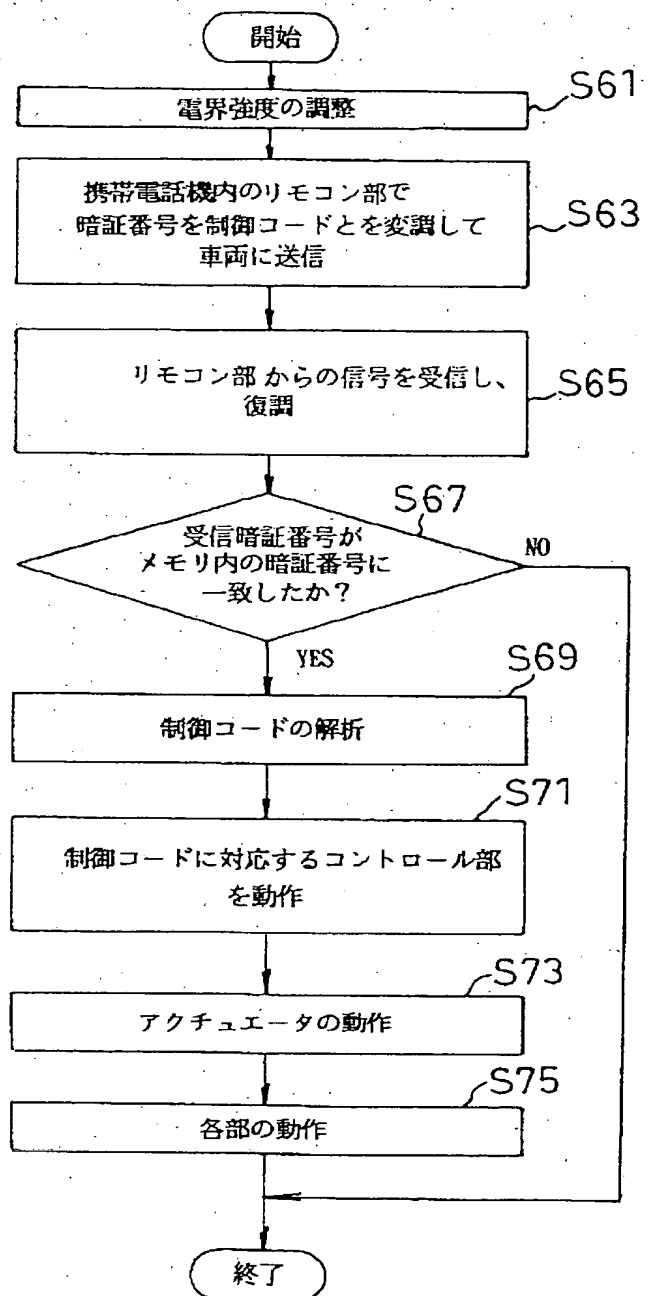 開始
電界強度の調整
S61
携帯電話機内のリモコン部で
暗証番号を制御コードとを変調して
車両に送信
S63
リモコン部からの信号を受信し、
復調
S65
S67
受信暗証番号が
メモリ内の暗証番号に
一致したか?
NO
YES
S69
制御コードの解析
S71
制御コードに対応するコントロール部
を動作
S73
アクチュエータの動作
S75
各部の動作
終了